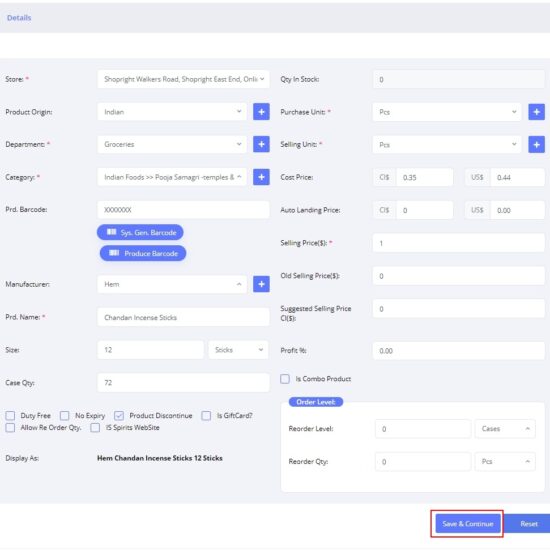 Details
Store: *
Shopright Walkers Road, Shopright East End, Onli
Product Origin:
Indian
Department: *
Groceries
Category: *
Indian Foods >> Pooja Samagri -temples &
Prd. Barcode:
XXXXXXX
Sys. Gen. Barcode
Produce Barcode
Manufacturer:
Hem
Prd. Name: *
Chandan Incense Sticks
Size:
12
Sticks
Case Qty:
72
Duty Free
No Expiry
Product Discontinue
Is GiftCard?
Allow Re Order Qty.
IS Spirits WebSite
Display As:
Hem Chandan Incense Sticks 12 Sticks
Qty In Stock:
0
Purchase Unit: *
Pcs
Selling Unit: *
Pcs
Cost Price:
CI$
0.35
US$
0.44
Auto Landing Price:
CI$
0
US$
0.00
Selling Price($): *
1
Old Selling Price($):
0
Suggested Selling Price
CI($):
0
Profit %:
0.00
Is Combo Product
Order Level:
Reorder Level:
0
Cases
Reorder Qty:
0
Pcs
Save & Continue
Reset